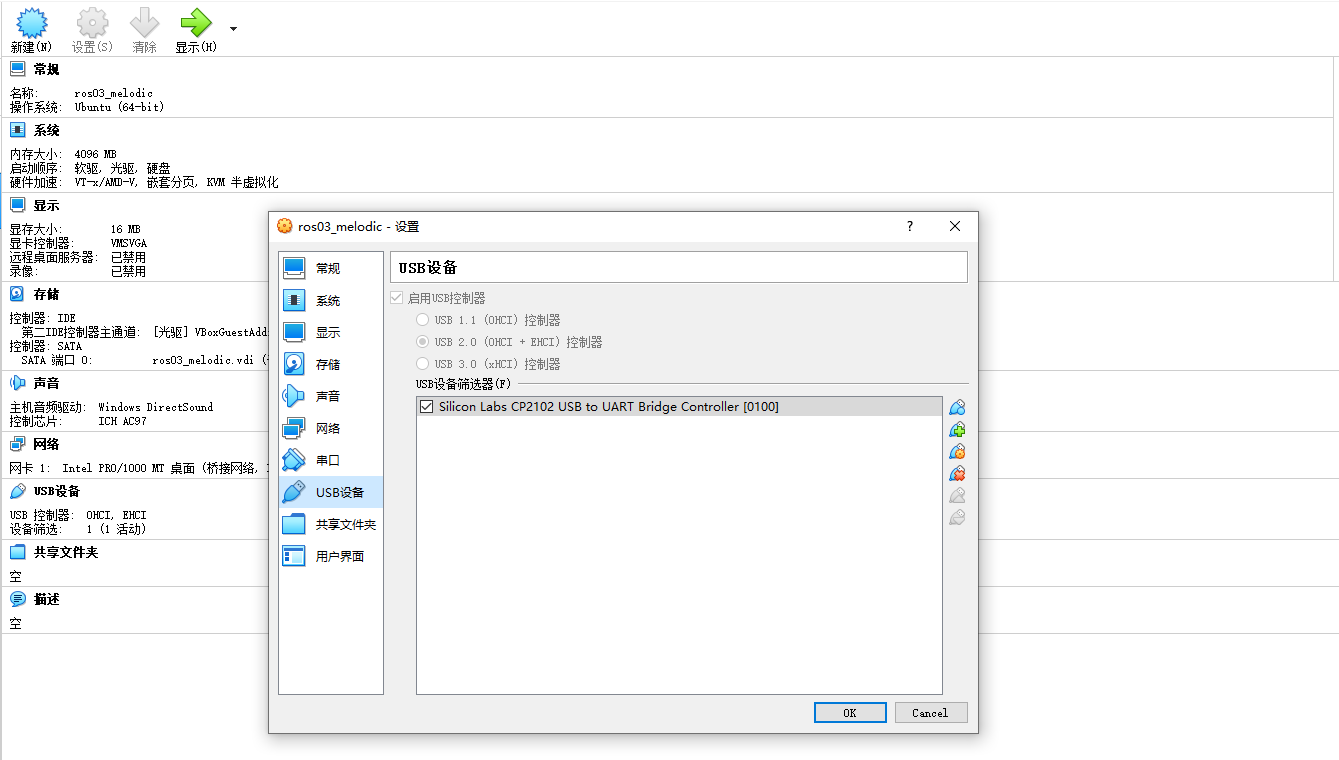 新建(N) 设置(S) 清除 显示(H)
常规
名称: ros03_melodic
操作系统: Ubuntu (64-bit)
系统
内存大小: 4096 MB
启动顺序: 软驱, 光驱, 硬盘
硬件加速: VT-x/AMD-V, 嵌套分页, KVM 半虚拟化
显示
显存大小: 16 MB
显卡控制器: VMSVGA
远程桌面服务器: 已禁用
录像: 已禁用
存储
控制器: IDE
第二IDE控制器主通道: [光驱] VBoxGuestAdd
控制器: SATA
SATA 端口 0: ros03_melodic.vdi (
声音
主机音频驱动: Windows DirectSound
控制芯片: ICH AC97
网络
网卡 1: Intel PRO/1000 MT 桌面 (桥接网络,
USB设备
USB 控制器: OHCI, EHCI
设备筛选: 1 (1 活动)
共享文件夹
空
描述
空
ros03_melodic - 设置
?
常规
系统
显示
存储
声音
网络
串口
USB设备
共享文件夹
用户界面
USB设备
启用USB控制器
USB 1.1 (OHCI) 控制器
USB 2.0 (OHCI + EHCI) 控制器
USB 3.0 (xHCI) 控制器
USB设备筛选器(F)
Silicon Labs CP2102 USB to UART Bridge Controller [0100]
OK Cancel